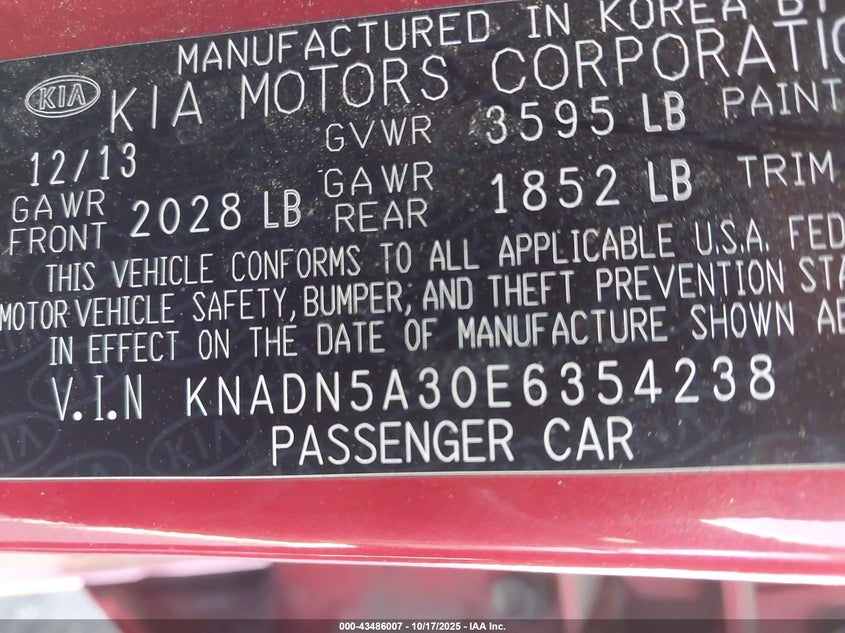 MANUFACTURED IN KOREA BY
KIA KIA MOTORS CORPORATIO
12/13 GVWR 3595 LB PAINT
GAWR FRONT 2028 LB GAWR REAR 1852 LB TRIM
THIS VEHICLE CONFORMS TO ALL APPLICABLE U.S.A. FED
MOTOR VEHICLE SAFETY, BUMPER, AND THEFT PREVENTION STA
IN EFFECT ON THE DATE OF MANUFACTURE SHOWN AB
V.I.N KNADN5A30E6354238
PASSENGER CAR
000-43486007 - 10/17/2025 - IAA Inc.